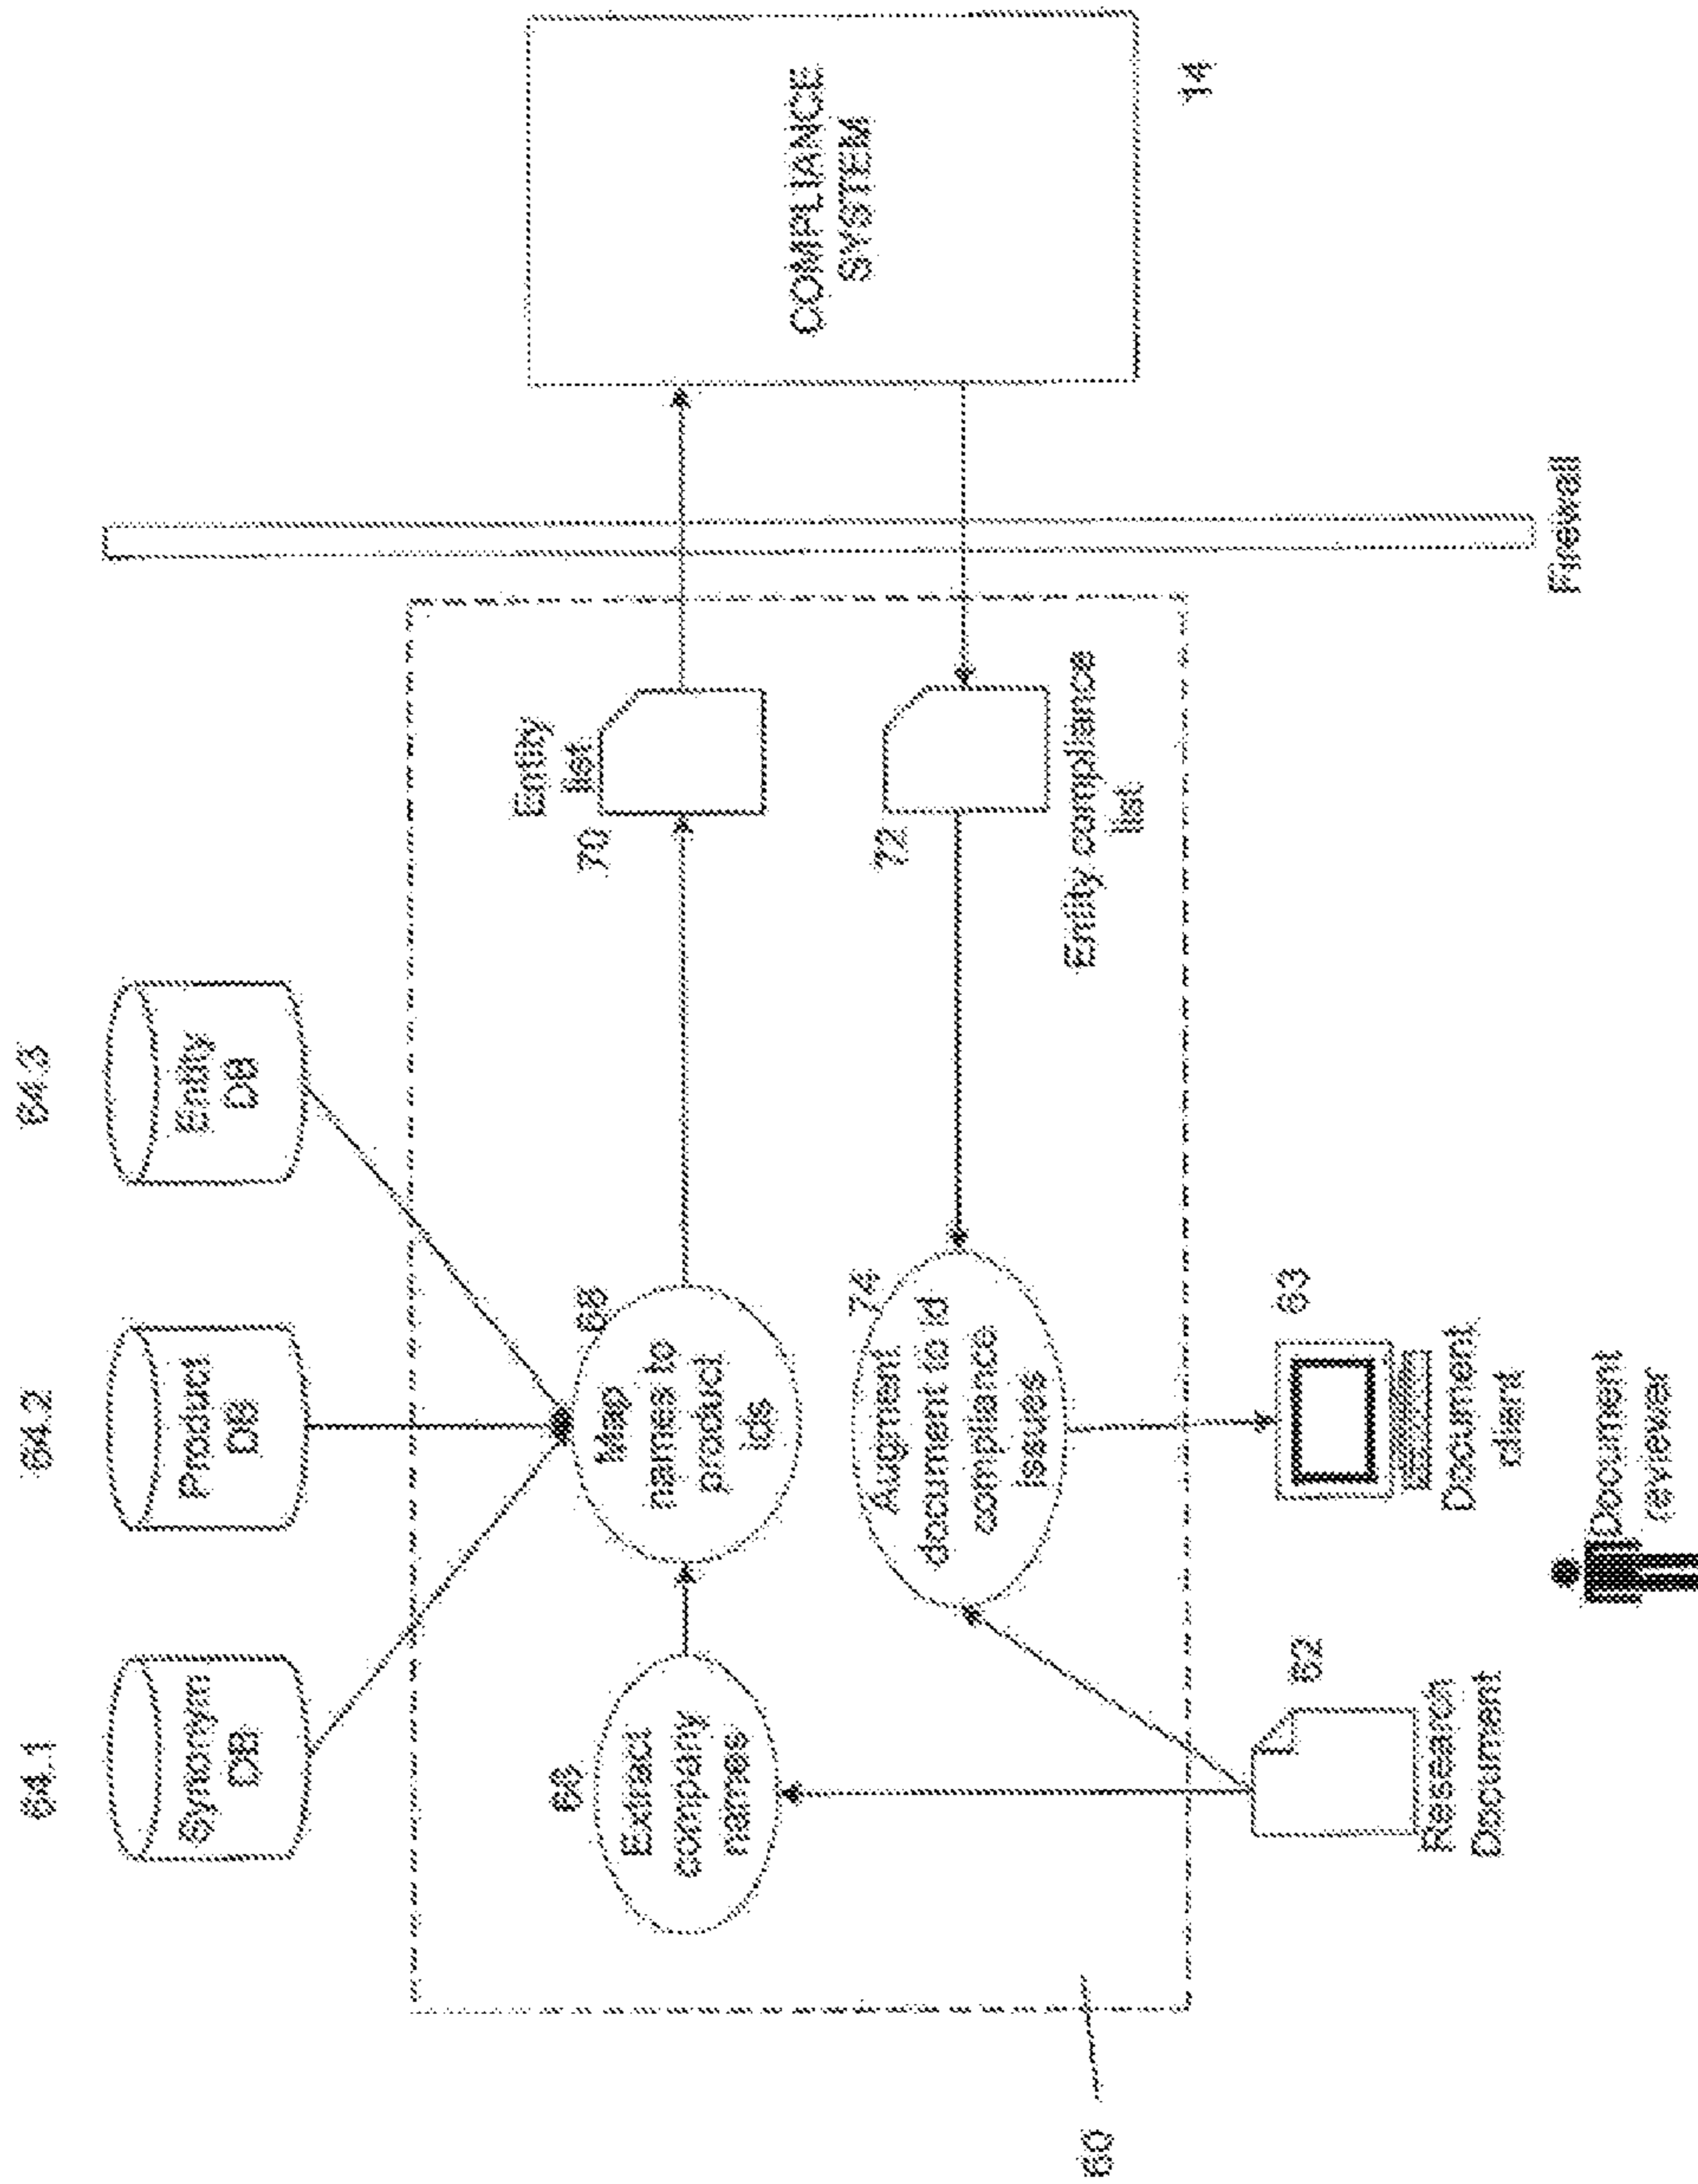 64.1
64.2
64.3
Synonym
DB
Product
DB
Entity
DB
Extract
company
names
68
Map
names to
product
ids
70
Entity
list
COMPLIANCE
SYSTEM
14
74
Augment
document to id
compliance
issues
72
Entity compliance
list
60
Research
Document
63
Document
client
Document
reviewer
Firewall